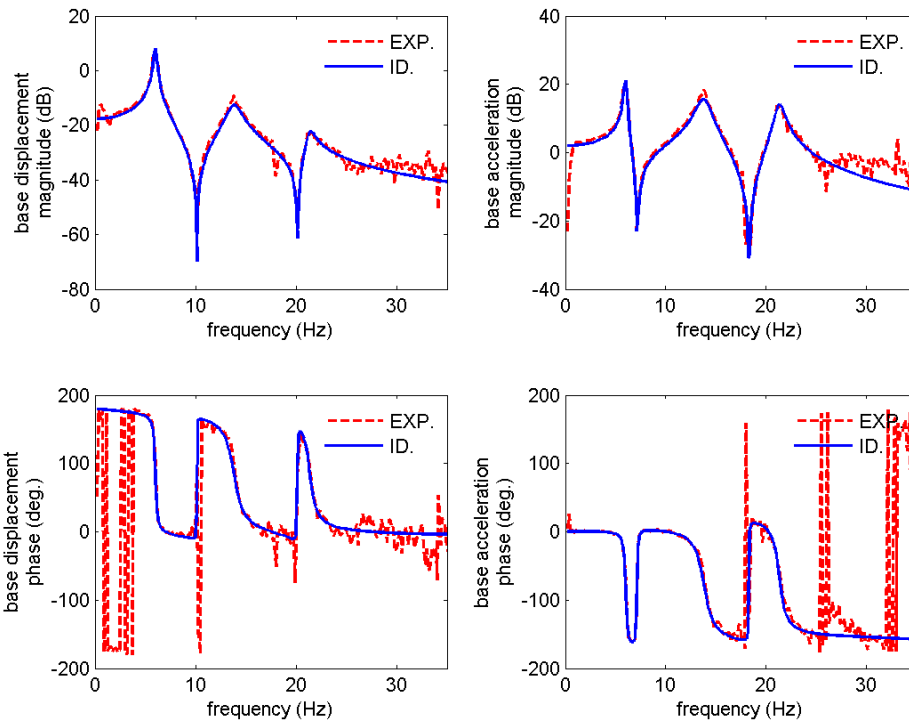 20
0
-20
-40
-60
-80
base displacement
magnitude (dB)
EXP.
ID.
0 10 20 30
frequency (Hz)
40
20
0
-20
-40
base acceleration
magnitude (dB)
EXP.
ID.
0 10 20 30
frequency (Hz)
200
100
0
-100
-200
base displacement
phase (deg.)
EXP.
ID.
0 10 20 30
frequency (Hz)
200
100
0
-100
-200
base acceleration
phase (deg.)
EXP.
ID.
0 10 20 30
frequency (Hz)